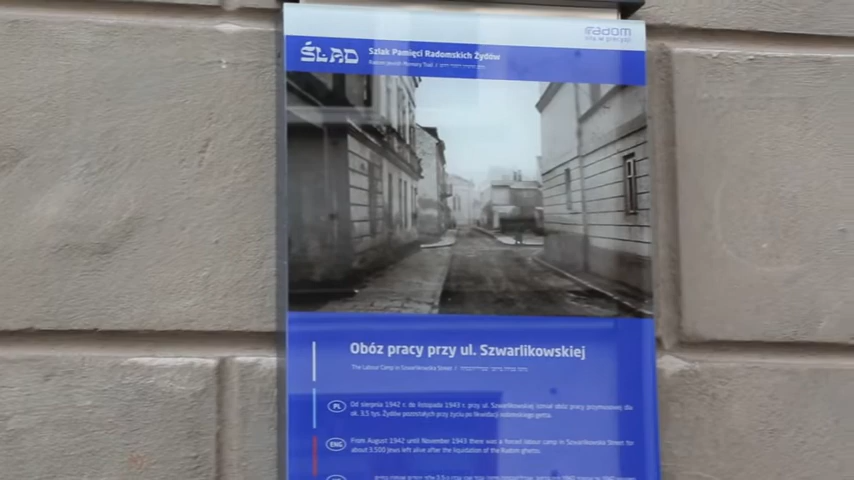 ŚLAD
Szlak Pamięci Radomskich Żydów
Radom Jewish Memory Trail /
Radom
siła w precyzji
Obóz pracy przy ul. Szwarlikowskiej
The Labour Camp in Szwarlikowska Street /
PL
Od sierpnia 1942 r. do listopada 1943 r. przy ul. Szwarlikowskiej istniał obóz pracy przymusowej dla
ok. 3,5 tys. Żydów pozostałych przy życiu po likwidacji radomskiego getta.
ENG
From August 1942 until November 1943 there was a forced labour camp in Szwarlikowska Street for
about 3,500 Jews left alive after the liquidation of the Radom ghetto.